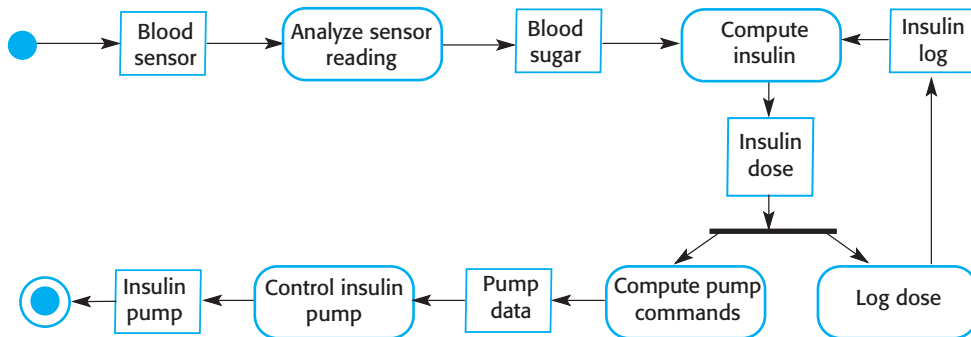 Blood
sensor
Analyze sensor
reading
Blood
sugar
Compute
insulin
Insulin
log
Insulin
dose
Insulin
pump
Control insulin
pump
Pump
data
Compute pump
commands
Log dose